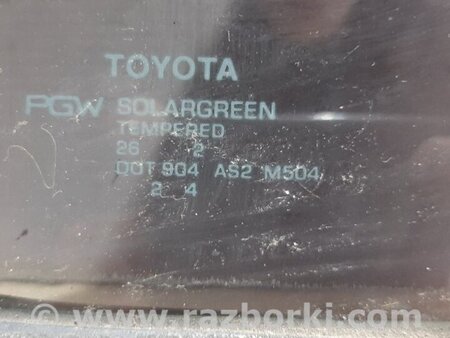 TOYOTA
PGW SOLARGREEN
TEMPERED
26 2
DOT 904 AS2 M504
2 4
© www.razborki.com